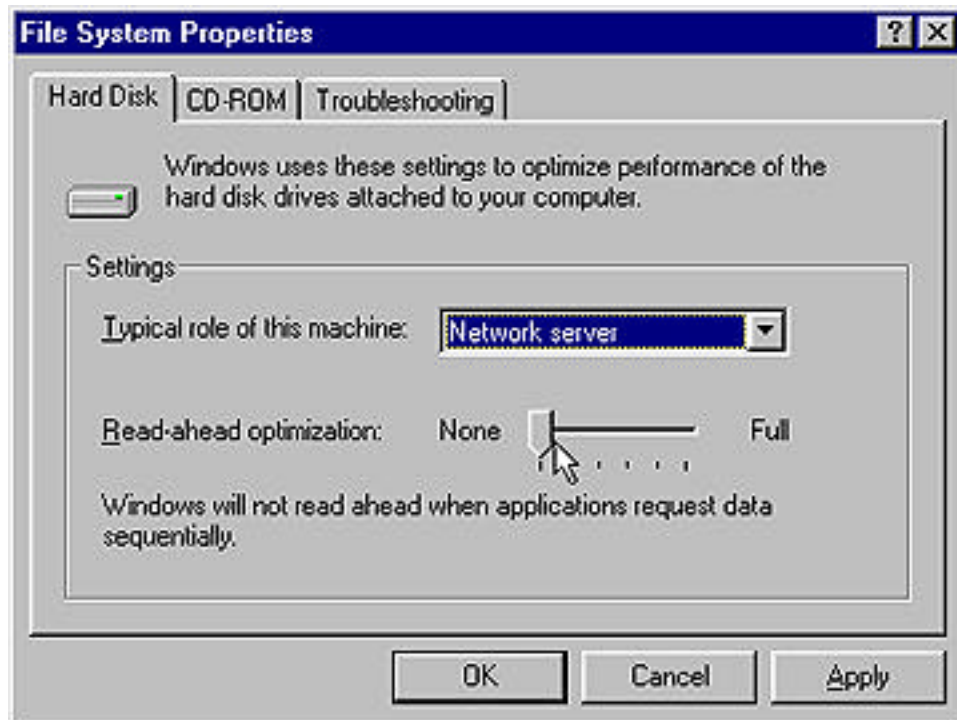 File System Properties
Hard Disk CD-ROM Troubleshooting
Windows uses these settings to optimize performance of the
hard disk drives attached to your computer.
Settings
Typical role of this machine: Network server
Read-ahead optimization: None Full
Windows will not read ahead when applications request data
sequentially.
OK Cancel Apply